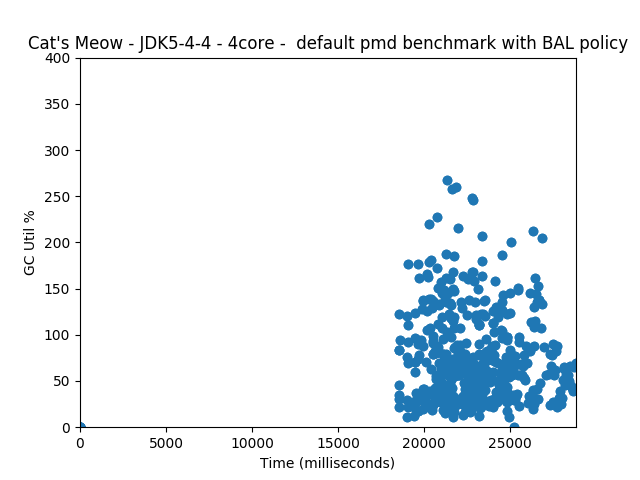 Cat's Meow - JDK5-4-4 - 4core -  default pmd benchmark with BAL policy
400
350
300
250
200
150
100
50
0
GC Util %
0 5000 10000 15000 20000 25000
Time (milliseconds)